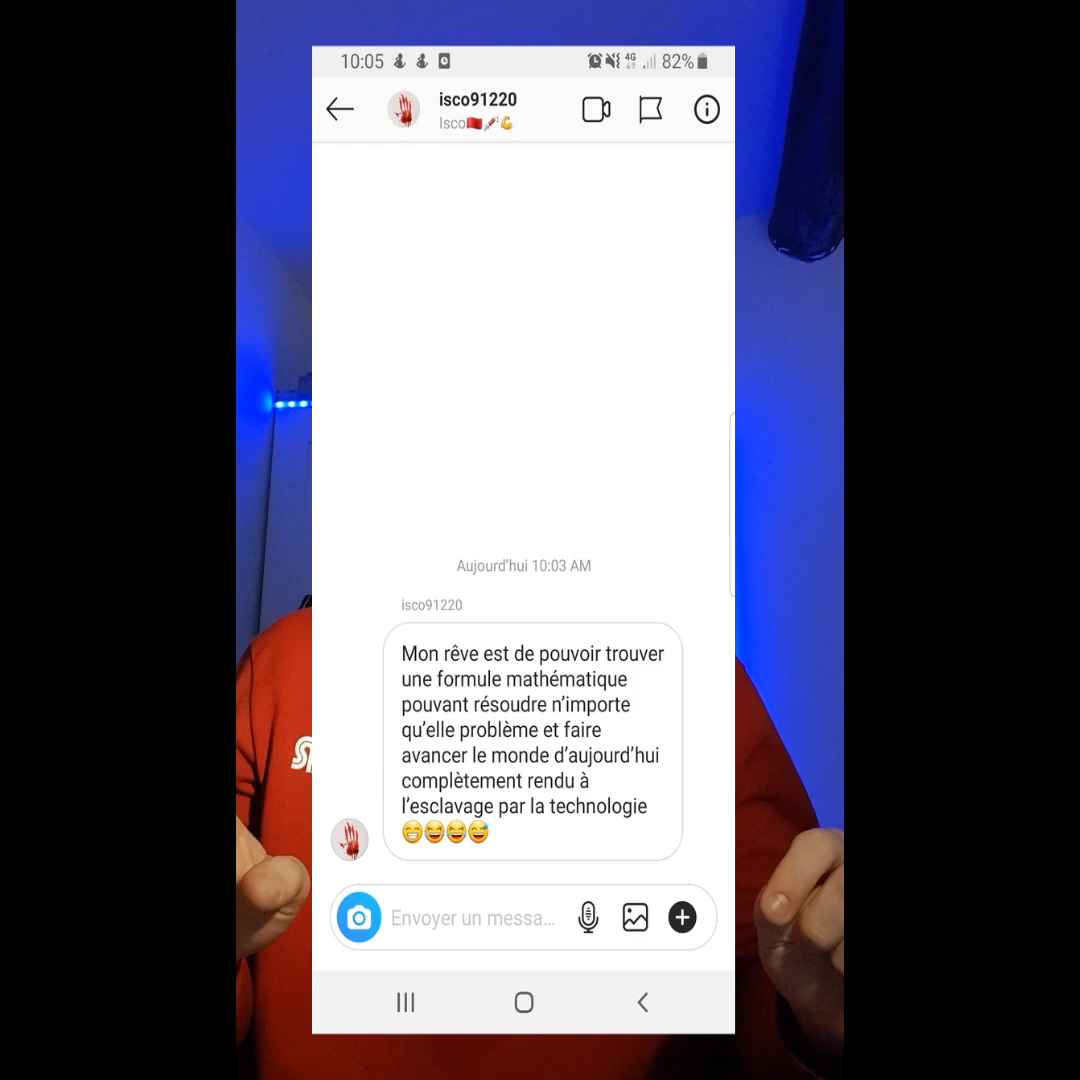 10:05 4G 82%
isco91220
Isco
Aujourd'hui 10:03 AM
isco91220
Mon rêve est de pouvoir trouver
une formule mathématique
pouvant résoudre n'importe
qu'elle problème et faire
avancer le monde d'aujourd'hui
complètement rendu à
l'esclavage par la technologie
😁😆😂😅
Envoyer un messa...